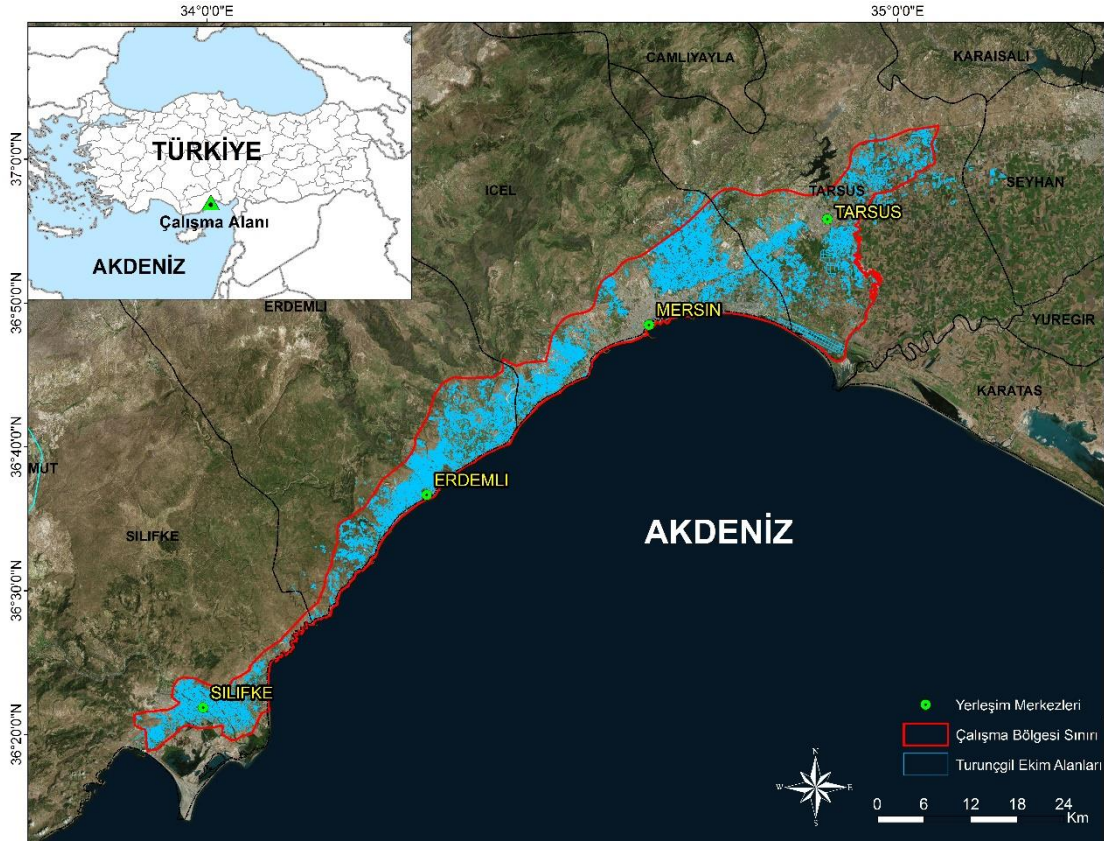 34°0'0"E
35°0'0"E
37°0'0"N
36°50'0"N
36°40'0"N
36°30'0"N
36°20'0"N
TÜRKİYE
Çalışma Alanı
AKDENİZ
CAMLIYAYLA
KARAISALI
ICEL
TARSUS
SEYHAN
TARSUS
ERDEMLI
MERSIN
YUREGIR
KARATAS
MUT
ERDEMLI
SILIFKE
AKDENİZ
SILIFKE
Yerleşim Merkezleri
Çalışma Bölgesi Sınırı
Turunçgil Ekim Alanları
N
W
E
S
0 6 12 18 24
Km